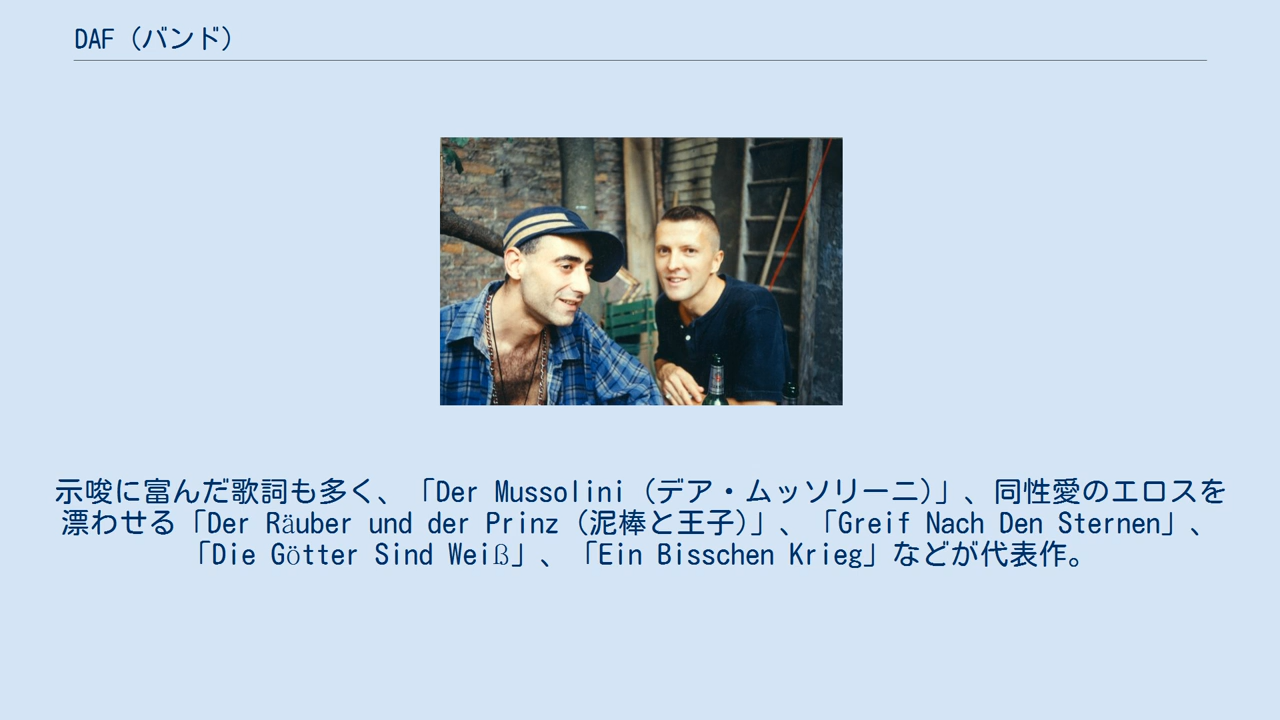 DAF（バンド）
示唆に富んだ歌詞も多く、「Der Mussolini（デア・ムッソリーニ）」、同性愛のエロスを
漂わせる「Der Räuber und der Prinz（泥棒と王子）」、「Greif Nach Den Sternen」、
「Die Götter Sind Weiß」、「Ein Bisschen Krieg」などが代表作。